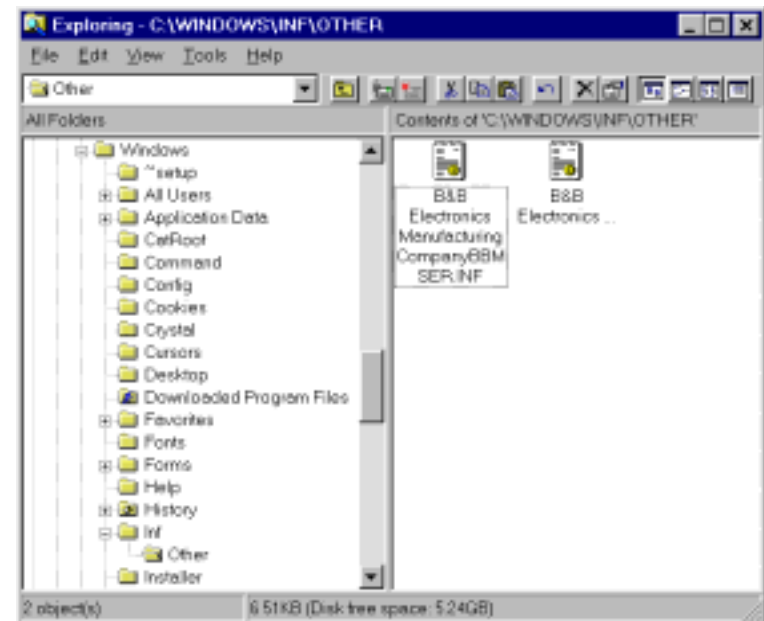 Exploring - C:\WINDOWS\INF\OTHER
File Edit View Tools Help
Other
All Folders
Contents of 'C:\WINDOWS\INF\OTHER'
Windows
~setup
All Users
Application Data
CatRoot
Command
Config
Cookies
Crystal
Cursors
Desktop
Downloaded Program Files
Favorites
Fonts
Forms
Help
History
Inf
Other
Installer
B&B
Electronics
Manufacturing
CompanyBBM
SER.INF
B&B
Electronics ...
2 object(s)
6.51KB (Disk free space: 5.24GB)